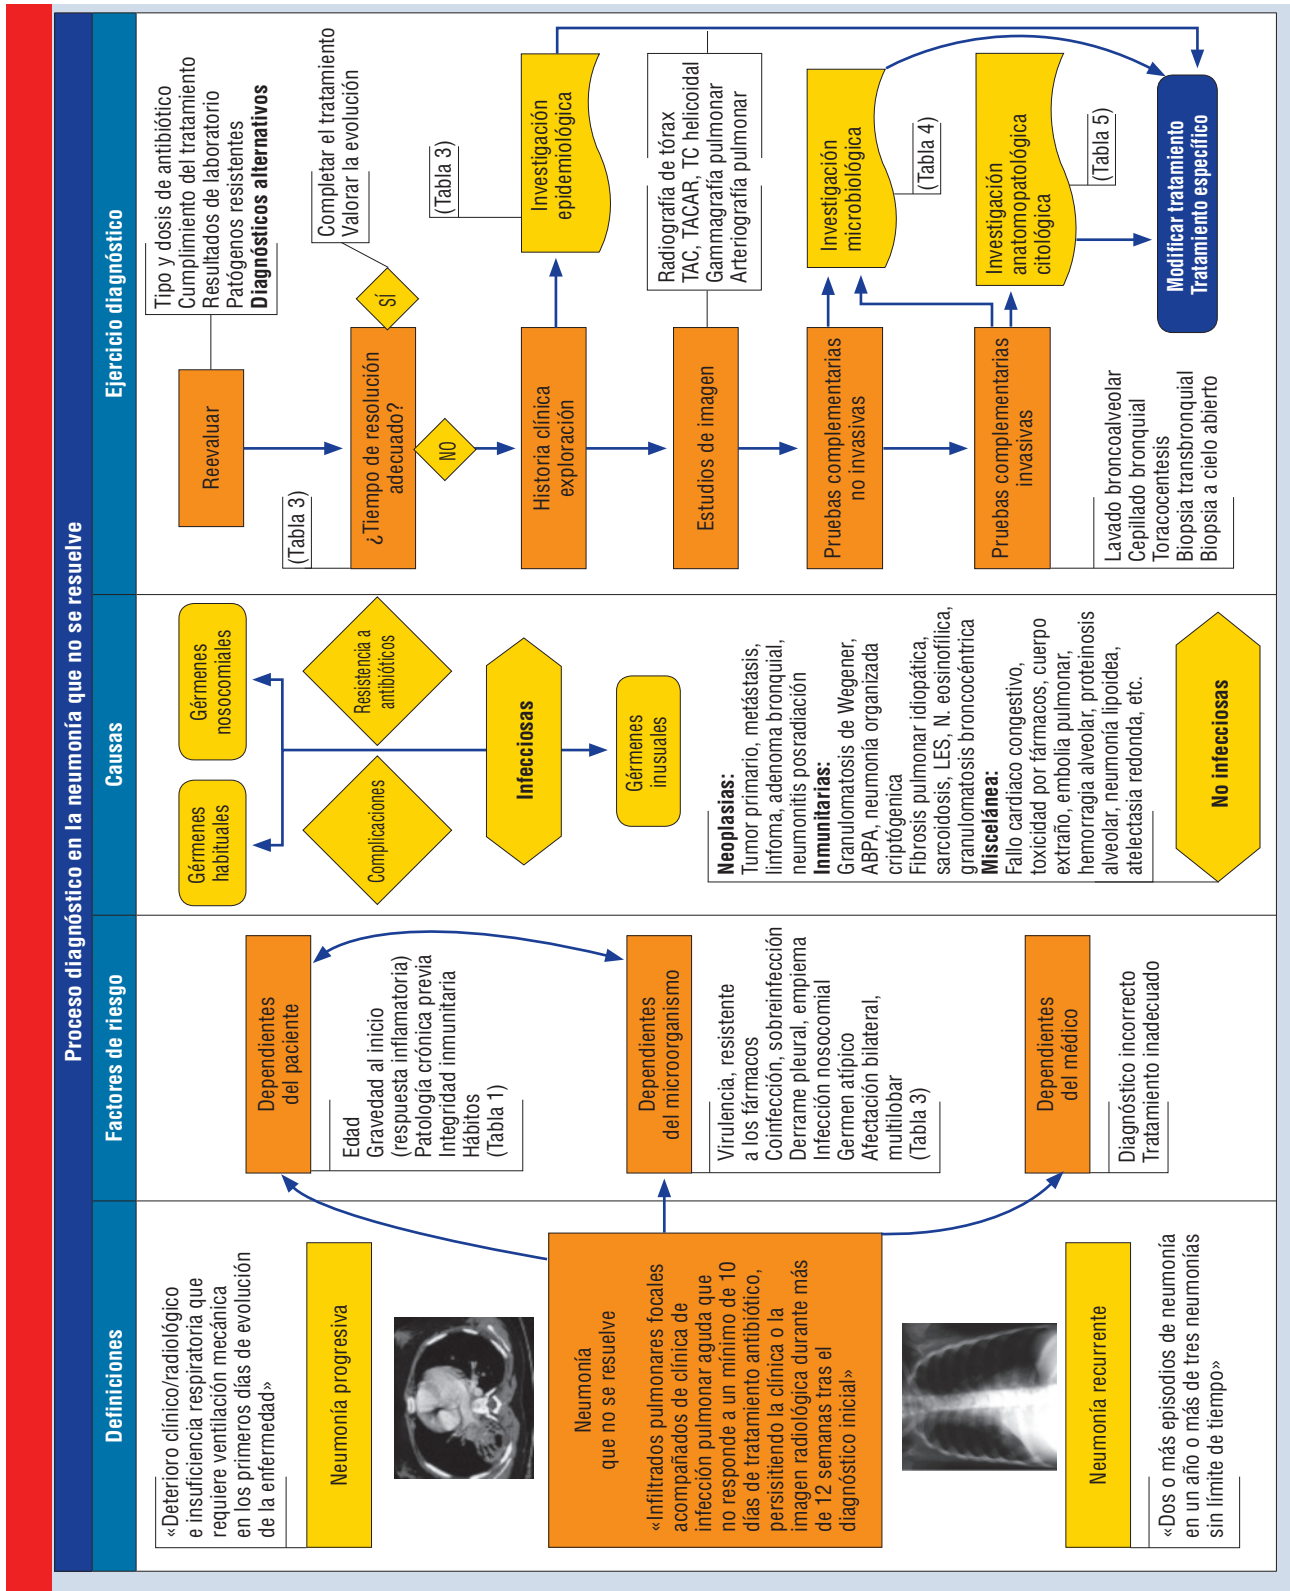 Proceso diagnóstico en la neumonía que no se resuelve
Definiciones
«Deterioro clínico/radiológico
e insuficiencia respiratoria que
requiere ventilación mecánica
en los primeros días de evolución
de la enfermedad»
Neumonía progresiva
Neumonía
que no se resuelve
«Infiltrados pulmonares focales
acompañados de clínica de
infección pulmonar aguda que
no responde a un mínimo de 10
días de tratamiento antibiótico,
persisitiendo la clínica o la
imagen radiológica durante más
de 12 semanas tras el
diagnóstico inicial»
Neumonía recurrente
«Dos o más episodios de neumonía
en un año o más de tres neumonías
sin límite de tiempo»
Factores de riesgo
Dependientes
del paciente
Edad
Gravedad al inicio
(respuesta inflamatoria)
Patología crónica previa
Integridad inmunitaria
Hábitos
(Tabla 1)
Dependientes
del microorganismo
Virulencia, resistente
a los fármacos
Coinfección, sobreinfección
Derrame pleural, empiema
Infección nosocomial
Germen atípico
Afectación bilateral,
multilobar
(Tabla 3)
Dependientes
del médico
Diagnóstico incorrecto
Tratamiento inadecuado
Causas
Gérmenes
habituales
Gérmenes
nosocomiales
Complicaciones
Resistencia a
antibióticos
Infecciosas
Gérmenes
inusuales
Neoplasias:
Tumor primario, metástasis,
linfoma, adenoma bronquial,
neumonitis posradiación
Inmunitarias:
Granulomatosis de Wegener,
ABPA, neumonía organizada
criptógenica
Fibrosis pulmonar idiopática,
sarcoidosis, LES, N. eosinofílica,
granulomatosis broncocéntrica
Miscelánea:
Fallo cardiaco congestivo,
toxicidad por fármacos, cuerpo
extraño, embolia pulmonar,
hemorragia alveolar, proteinosis
alveolar, neumonía lipoidea,
atelectasia redonda, etc.
No infecciosas
Ejercicio diagnóstico
Reevaluar
Tipo y dosis de antibiótico
Cumplimiento del tratamiento
Resultados de laboratorio
Patógenos resistentes
Diagnósticos alternativos
(Tabla 3)
¿Tiempo de resolución
adecuado?
SÍ
Completar el tratamiento
Valorar la evolución
NO
Historia clínica
exploración
(Tabla 3)
Investigación
epidemiológica
Estudios de imagen
Radiografía de tórax
TAC, TACAR, TC helicoidal
Gammagrafía pulmonar
Arteriografía pulmonar
Pruebas complementarias
no invasivas
Investigación
microbiológica
(Tabla 4)
Pruebas complementarias
invasivas
Investigación
anatomopatológica
citológica
(Tabla 5)
Lavado broncoalveolar
Cepillado bronquial
Toracocentesis
Biopsia transbronquial
Biopsia a cielo abierto
Modificar tratamiento
Tratamiento específico